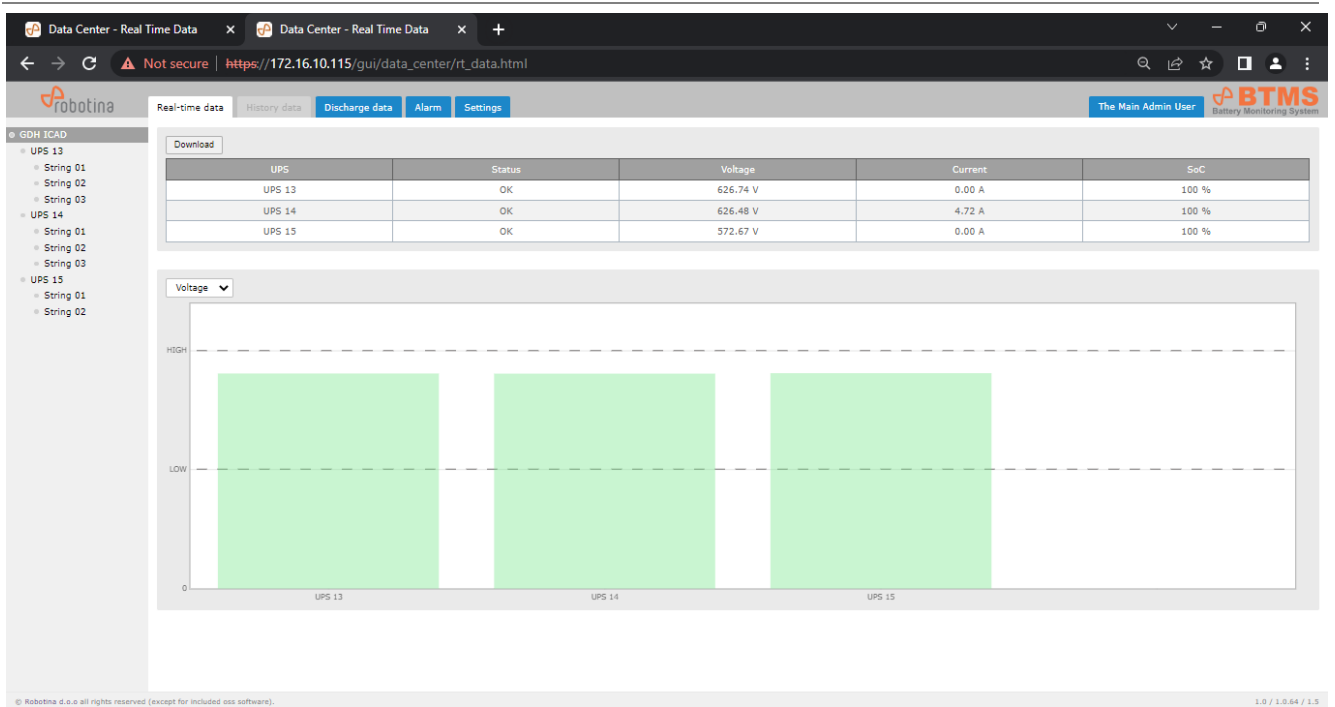 Data Center - Real Time Data
Data Center - Real Time Data
Not secure | https://172.16.10.115/gui/data_center/rt_data.html
robotina
Real-time data History data Discharge data Alarm Settings
The Main Admin User
BTMS
Battery Monitoring System
GDH ICAD
UPS 13
String 01
String 02
String 03
UPS 14
String 01
String 02
String 03
UPS 15
String 01
String 02
Download
UPS Status Voltage Current SoC
UPS 13 OK 626.74 V 0.00 A 100 %
UPS 14 OK 626.48 V 4.72 A 100 %
UPS 15 OK 572.67 V 0.00 A 100 %
Voltage
HIGH
LOW
0
UPS 13 UPS 14 UPS 15
© Robotina d.o.o all rights reserved (except for included oss software).
1.0 / 1.0.64 / 1.5